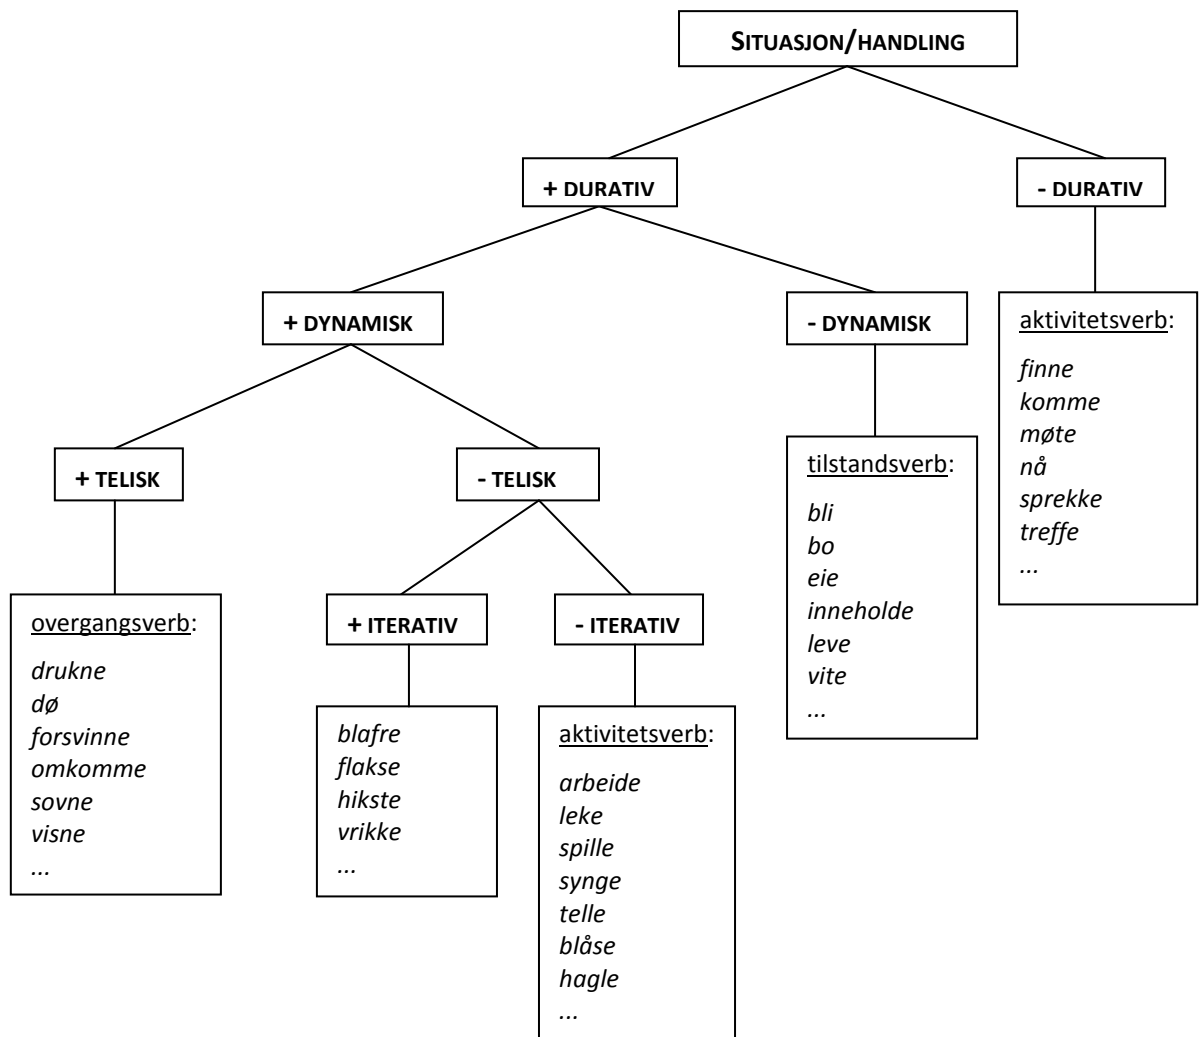 SITUASJON/HANDLING
+ DURATIV
- DURATIV
+ DYNAMISK
- DYNAMISK
aktivitetsverb:
finne
komme
møte
nå
sprekke
treffe
...
+ TELISK
- TELISK
tilstandsverb:
bli
bo
eie
inneholde
leve
vite
...
overgangsverb:
drukne
dø
forsvinne
omkomme
sovne
visne
...
+ ITERATIV
- ITERATIV
blafre
flakse
hikste
vrikke
...
aktivitetsverb:
arbeide
leke
spille
synge
telle
blåse
hagle
...